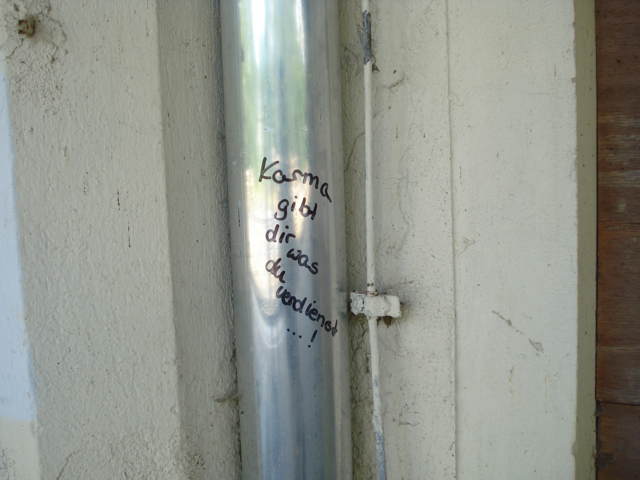 Karma
gibt
dir was
du
verdienst
...!